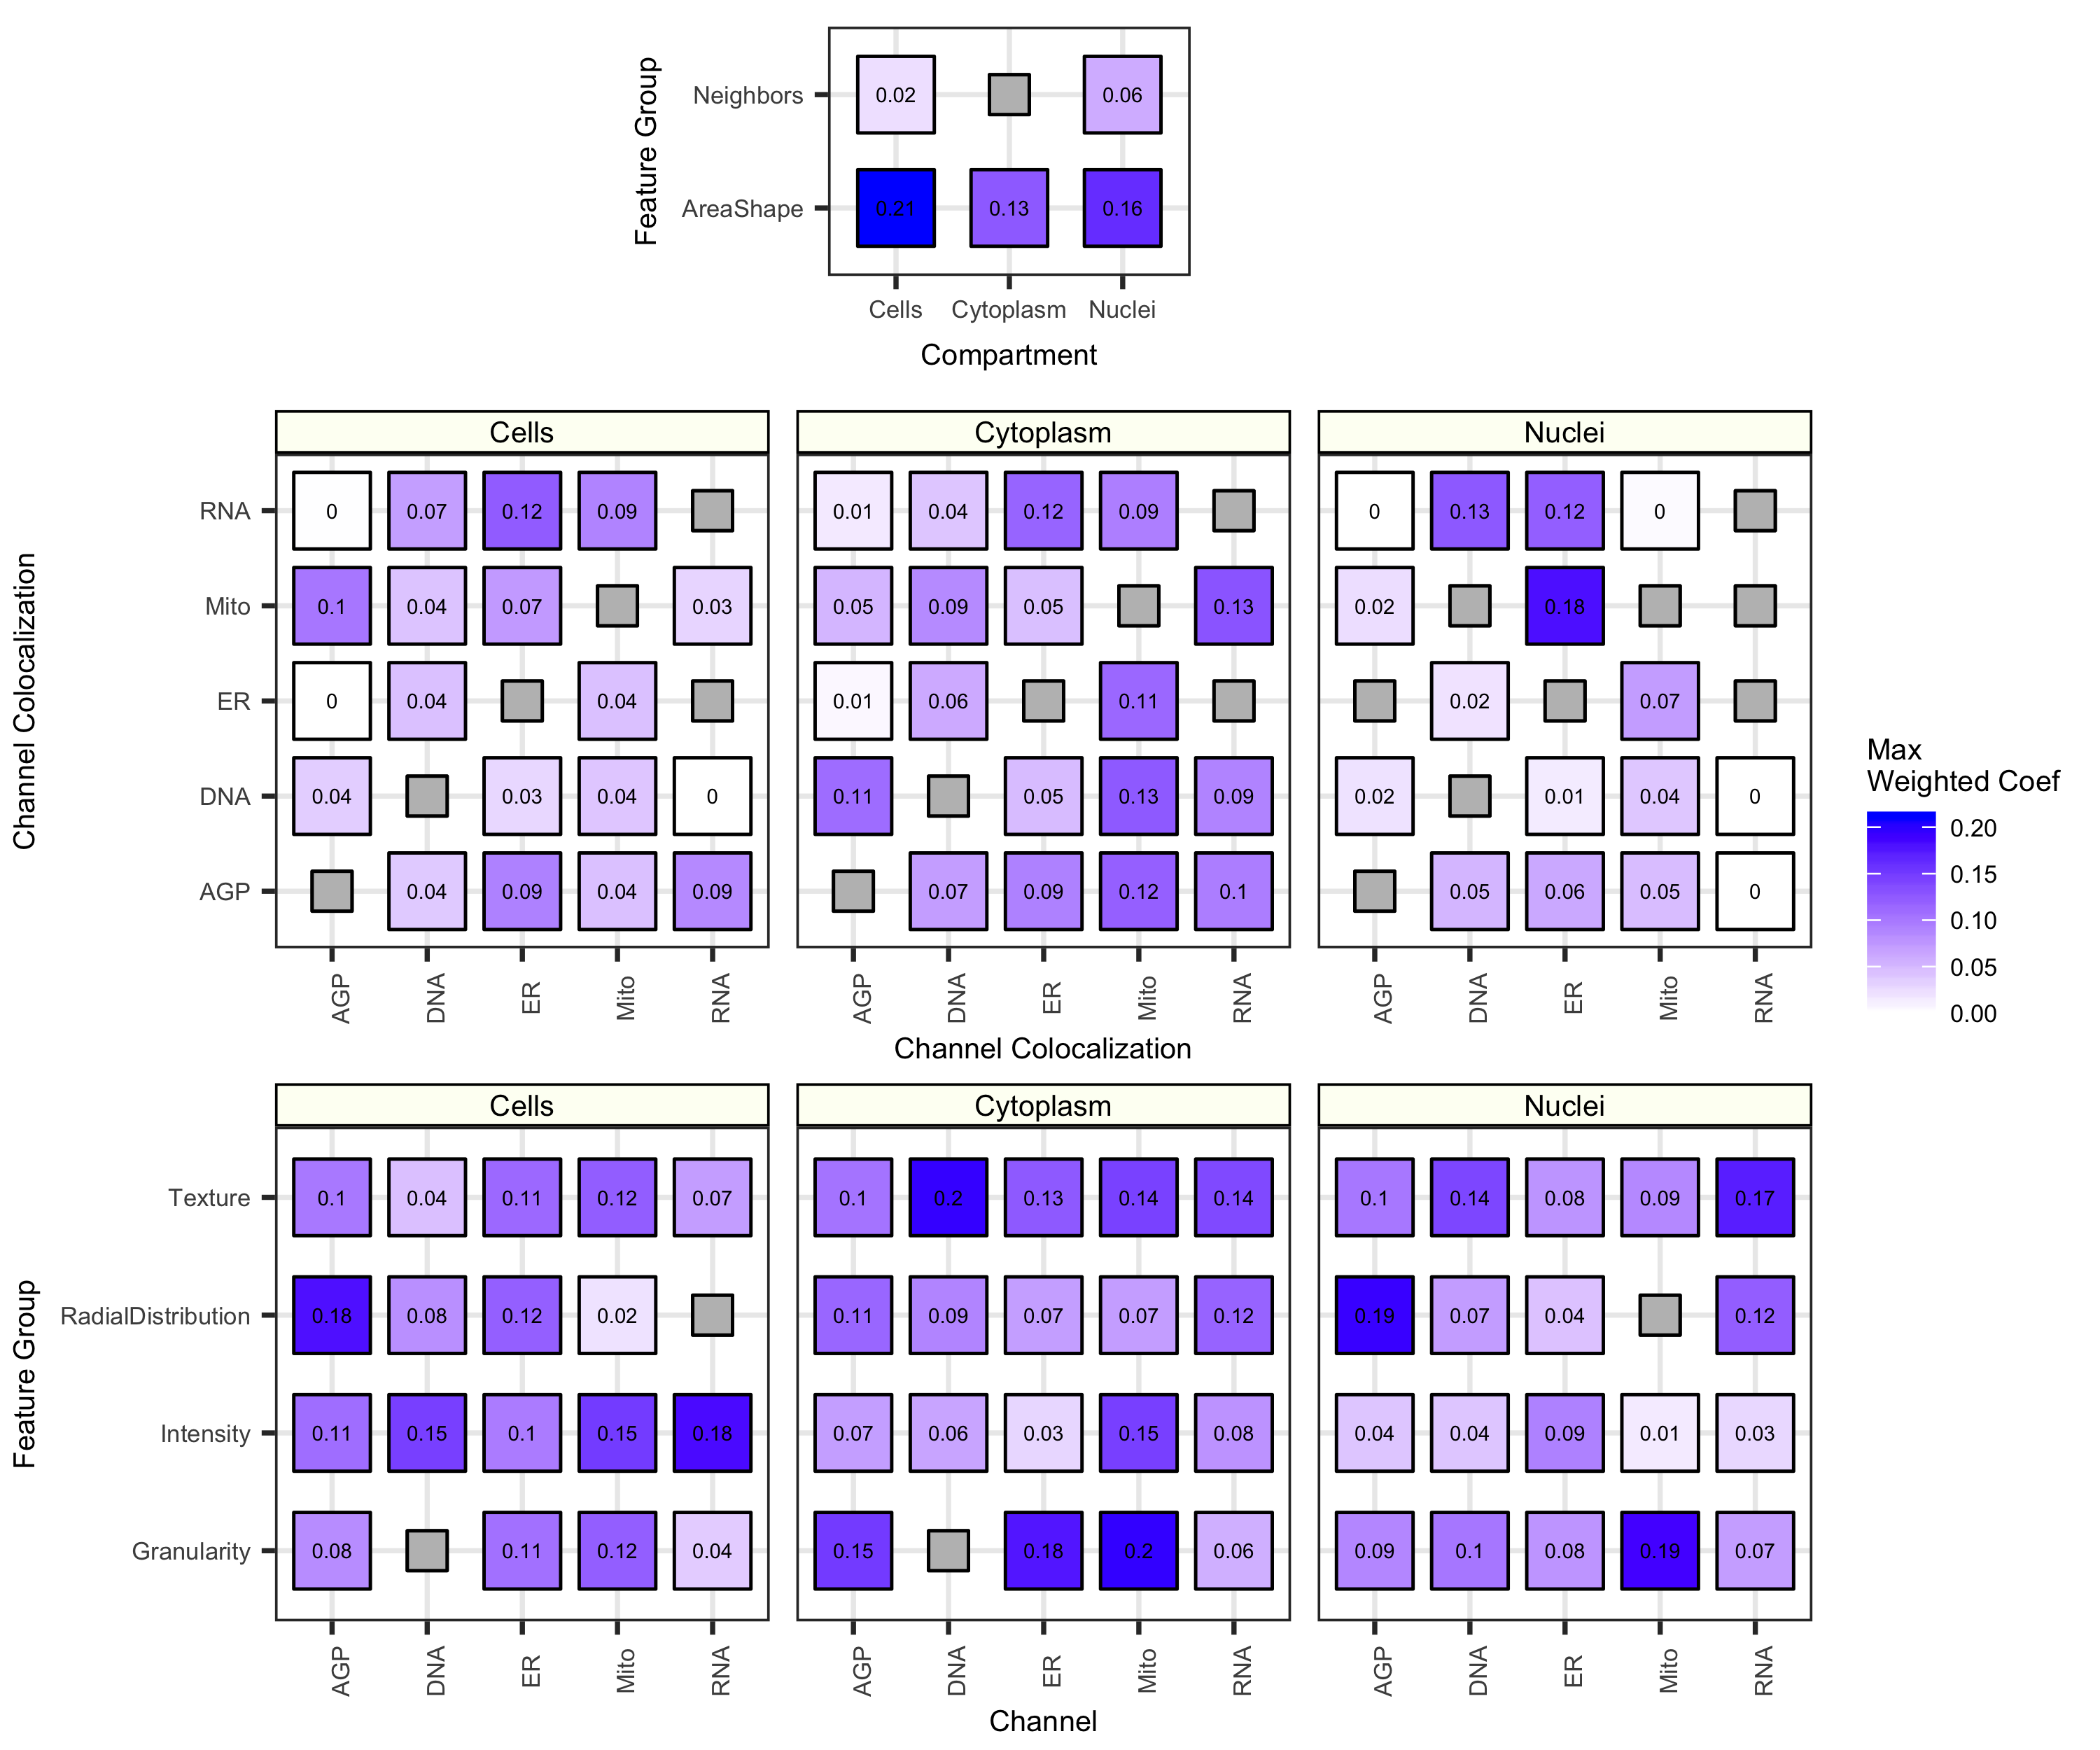 Feature Group
Neighbors 0.02 0.06
AreaShape 0.21 0.13 0.16
Cells Cytoplasm Nuclei
Compartment
Channel Colocalization
Cells Cytoplasm Nuclei
RNA 0 0.07 0.12 0.09 0.01 0.04 0.12 0.09 0 0.13 0.12 0
Mito 0.1 0.04 0.07 0.03 0.05 0.09 0.05 0.13 0.02 0.18
ER 0 0.04 0.04 0.01 0.06 0.11 0.02 0.07
DNA 0.04 0.03 0.04 0 0.11 0.05 0.13 0.09 0.02 0.01 0.04 0
AGP 0.04 0.09 0.04 0.09 0.07 0.09 0.12 0.1 0.05 0.06 0.05 0
AGP DNA ER Mito RNA AGP DNA ER Mito RNA AGP DNA ER Mito RNA
Channel Colocalization
Max
Weighted Coef
0.20
0.15
0.10
0.05
0.00
Feature Group
Cells Cytoplasm Nuclei
Texture 0.1 0.04 0.11 0.12 0.07 0.1 0.2 0.13 0.14 0.14 0.1 0.14 0.08 0.09 0.17
RadialDistribution 0.18 0.08 0.12 0.02 0.11 0.09 0.07 0.07 0.12 0.19 0.07 0.04 0.12
Intensity 0.11 0.15 0.1 0.15 0.18 0.07 0.06 0.03 0.15 0.08 0.04 0.04 0.09 0.01 0.03
Granularity 0.08 0.11 0.12 0.04 0.15 0.18 0.2 0.06 0.09 0.1 0.08 0.19 0.07
AGP DNA ER Mito RNA AGP DNA ER Mito RNA AGP DNA ER Mito RNA
Channel